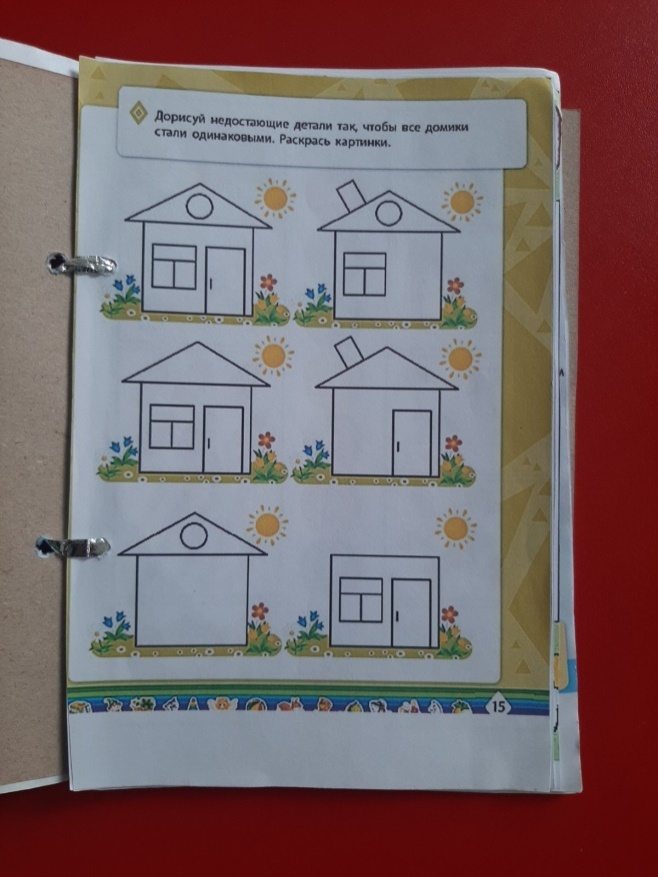 Дорисуй недостающие детали так, чтобы все домики
стали одинаковыми. Раскрась картинки.
15